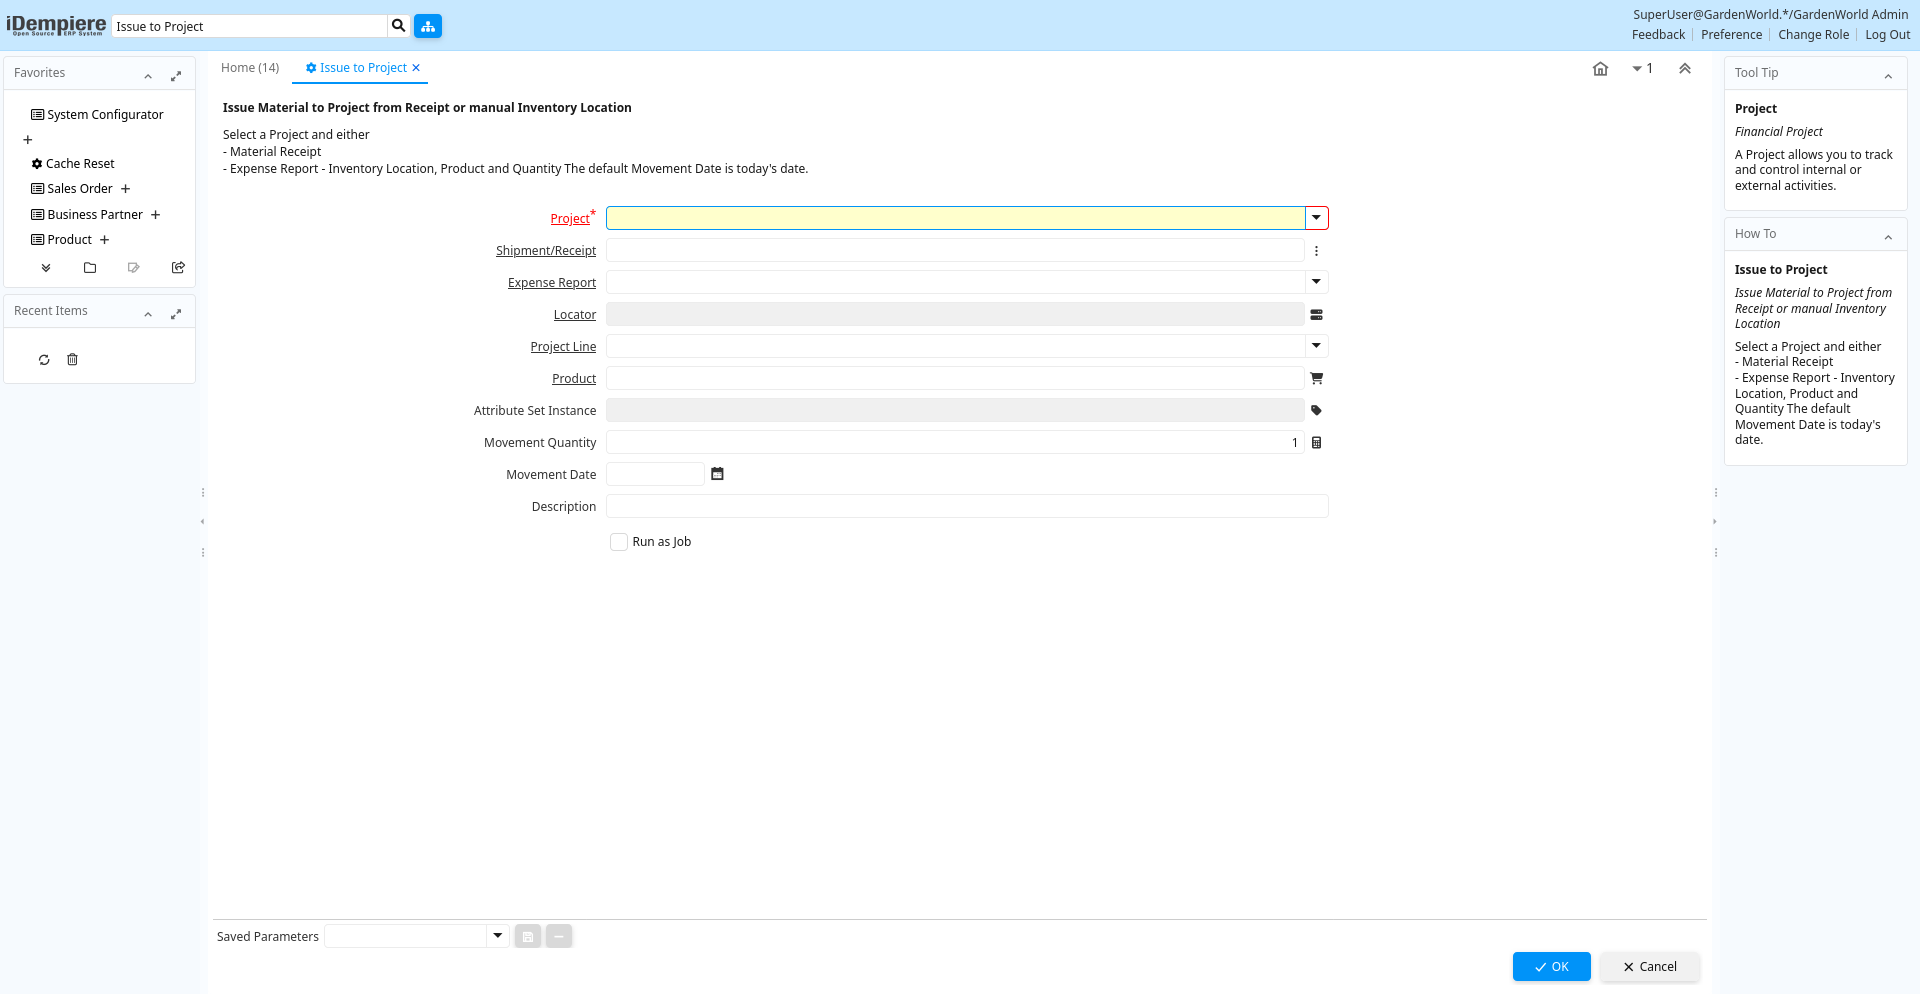 iDempiere
Open Source ERP System
Issue to Project
SuperUser@GardenWorld.*/GardenWorld Admin
Feedback
Preference
Change Role
Log Out
Favorites
System Configurator
Cache Reset
Sales Order
Business Partner
Product
Recent Items
Home (14)
Issue to Project
1
Issue Material to Project from Receipt or manual Inventory Location
Select a Project and either
- Material Receipt
- Expense Report - Inventory Location, Product and Quantity The default Movement Date is today's date.
Project*
Shipment/Receipt
Expense Report
Locator
Project Line
Product
Attribute Set Instance
Movement Quantity 1
Movement Date
Description
Run as Job
Saved Parameters
OK
Cancel
Tool Tip
Project
Financial Project
A Project allows you to track
and control internal or
external activities.
How To
Issue to Project
Issue Material to Project from
Receipt or manual Inventory
Location
Select a Project and either
- Material Receipt
- Expense Report - Inventory
Location, Product and
Quantity The default
Movement Date is today's
date.